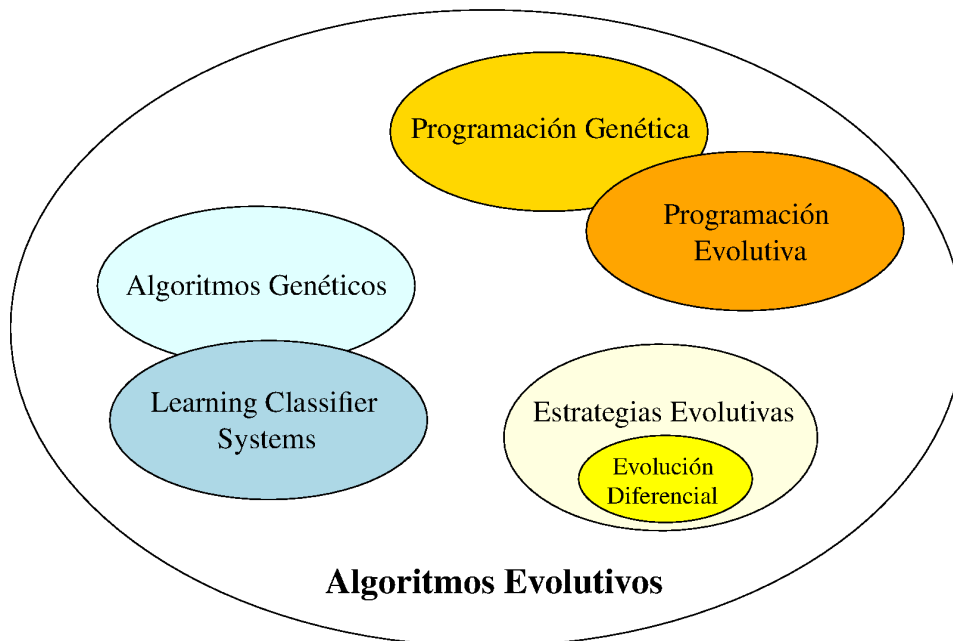 Programación Genética
Programación
Evolutiva
Algoritmos Genéticos
Learning Classifier
Systems
Estrategias Evolutivas
Evolución
Diferencial
Algoritmos Evolutivos